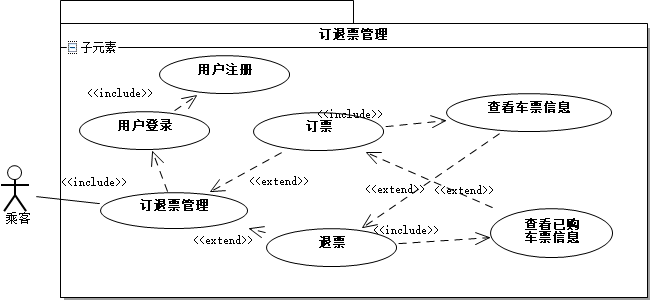 订退票管理
子元素
用户注册
<<include>>
用户登录
订票
<<include>>
查看车票信息
<<include>>
<<extend>>
<<extend>>
<<extend>>
乘客
订退票管理
<<extend>>
退票
<<include>>
查看已购
车票信息